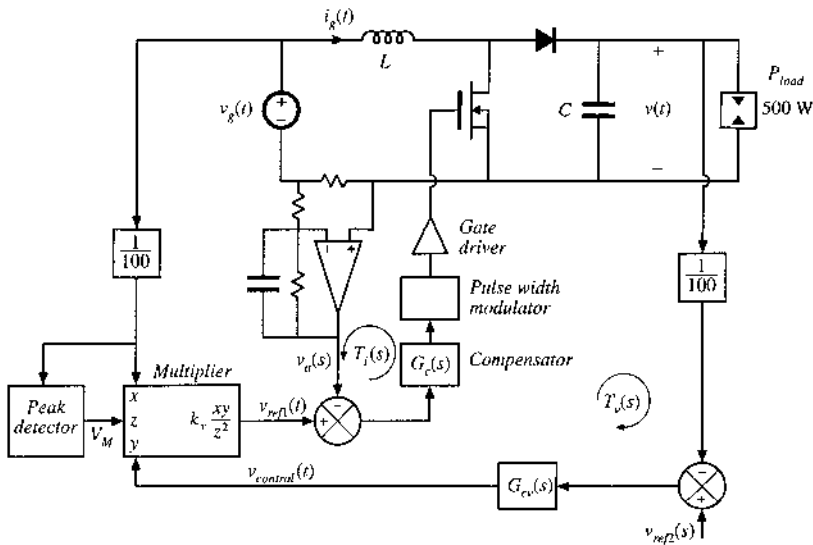 i_g(t)
L
P_load
500 W
v_g(t)
+
−
C
+
v(t)
−
1/100
Gate driver
1/100
− +
Pulse width modulator
v_a(s)
T_i(s)
G_c(s)
Compensator
Multiplier
Peak detector
V_M
x
z
y
k_v xy/z²
v_ref1(t)
+
−
T_v(s)
v_control(t)
G_cv(s)
−
+
v_ref2(s)